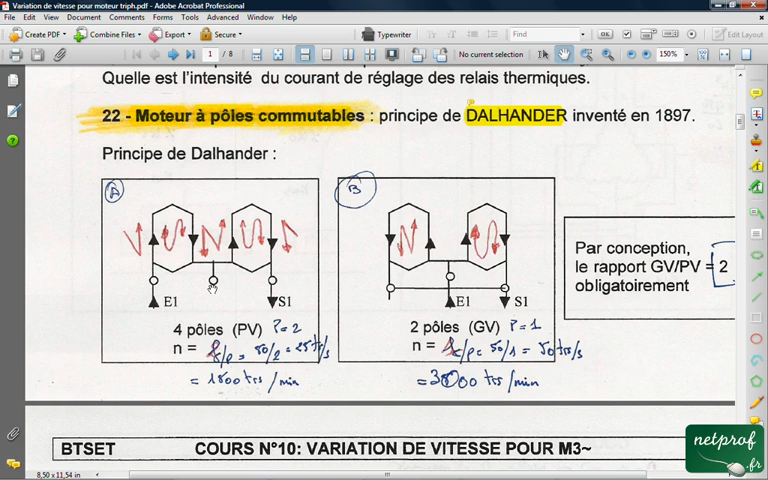 Variation de vitesse pour moteur triph.pdf - Adobe Acrobat Professional
File Edit View Document Comments Forms Tools Advanced Window Help
Create PDF Combine Files Export Secure Typewriter Find Edit Layout
1 / 8 No current selection 150%
Quelle est l'intensité du courant de réglage des relais thermiques.
22 - Moteur à pôles commutables : principe de DALHANDER inventé en 1897.
Principe de Dalhander :
A
B
N S N S
N S
E1 S1
E1 S1
Par conception,
le rapport GV/PV = 2
obligatoirement
4 pôles (PV) P=2
n = f/p = 50/2 = 25 trs/s
= 1500 trs/min
2 pôles (GV) P=1
n = f/p = 50/1 = 50 trs/s
= 3000 trs/min
BTSET COURS N°10: VARIATION DE VITESSE POUR M3~
8,50 x 11,54 in
netprof
.fr